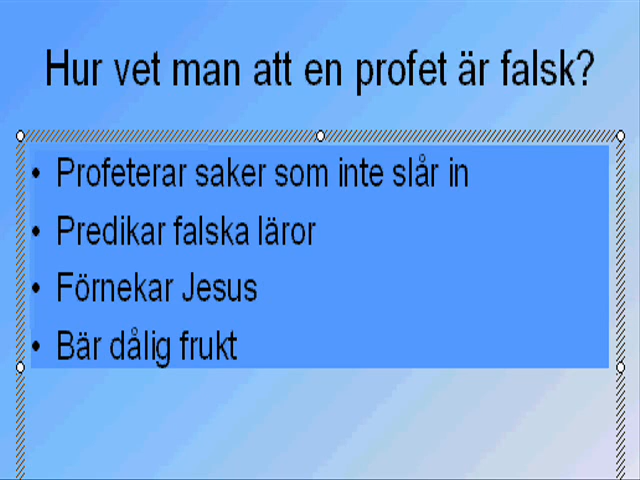 Hur vet man att en profet är falsk?
• Profeterar saker som inte slår in
• Predikar falska läror
• Förnekar Jesus
• Bär dålig frukt